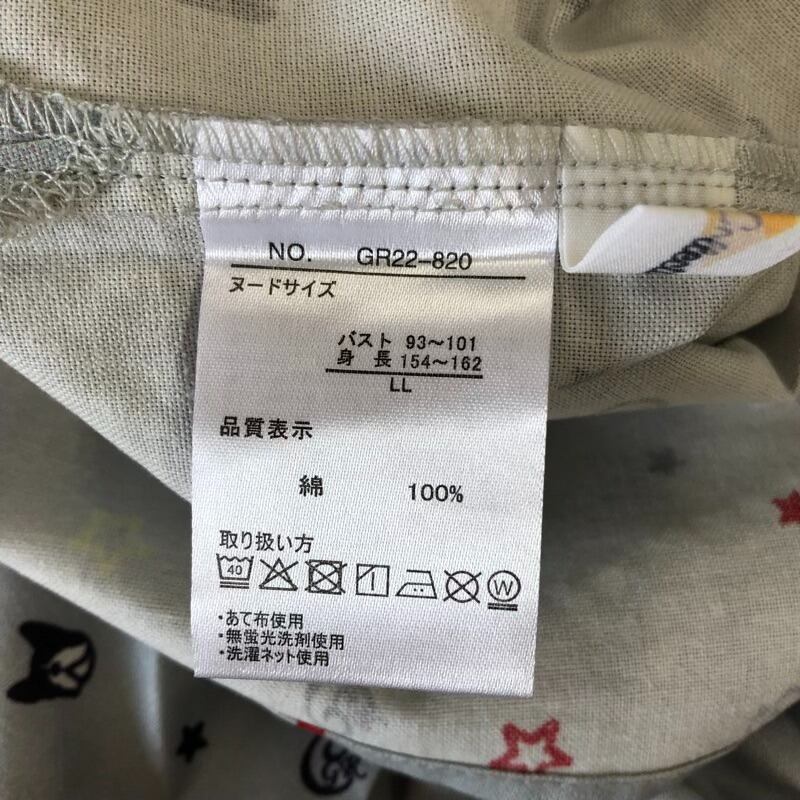 NO. GR22-820
ヌードサイズ
バスト 93～101
身長 154～162
LL
品質表示
綿 100%
取り扱い方
40
W
・あて布使用
・無蛍光洗剤使用
・洗濯ネット使用